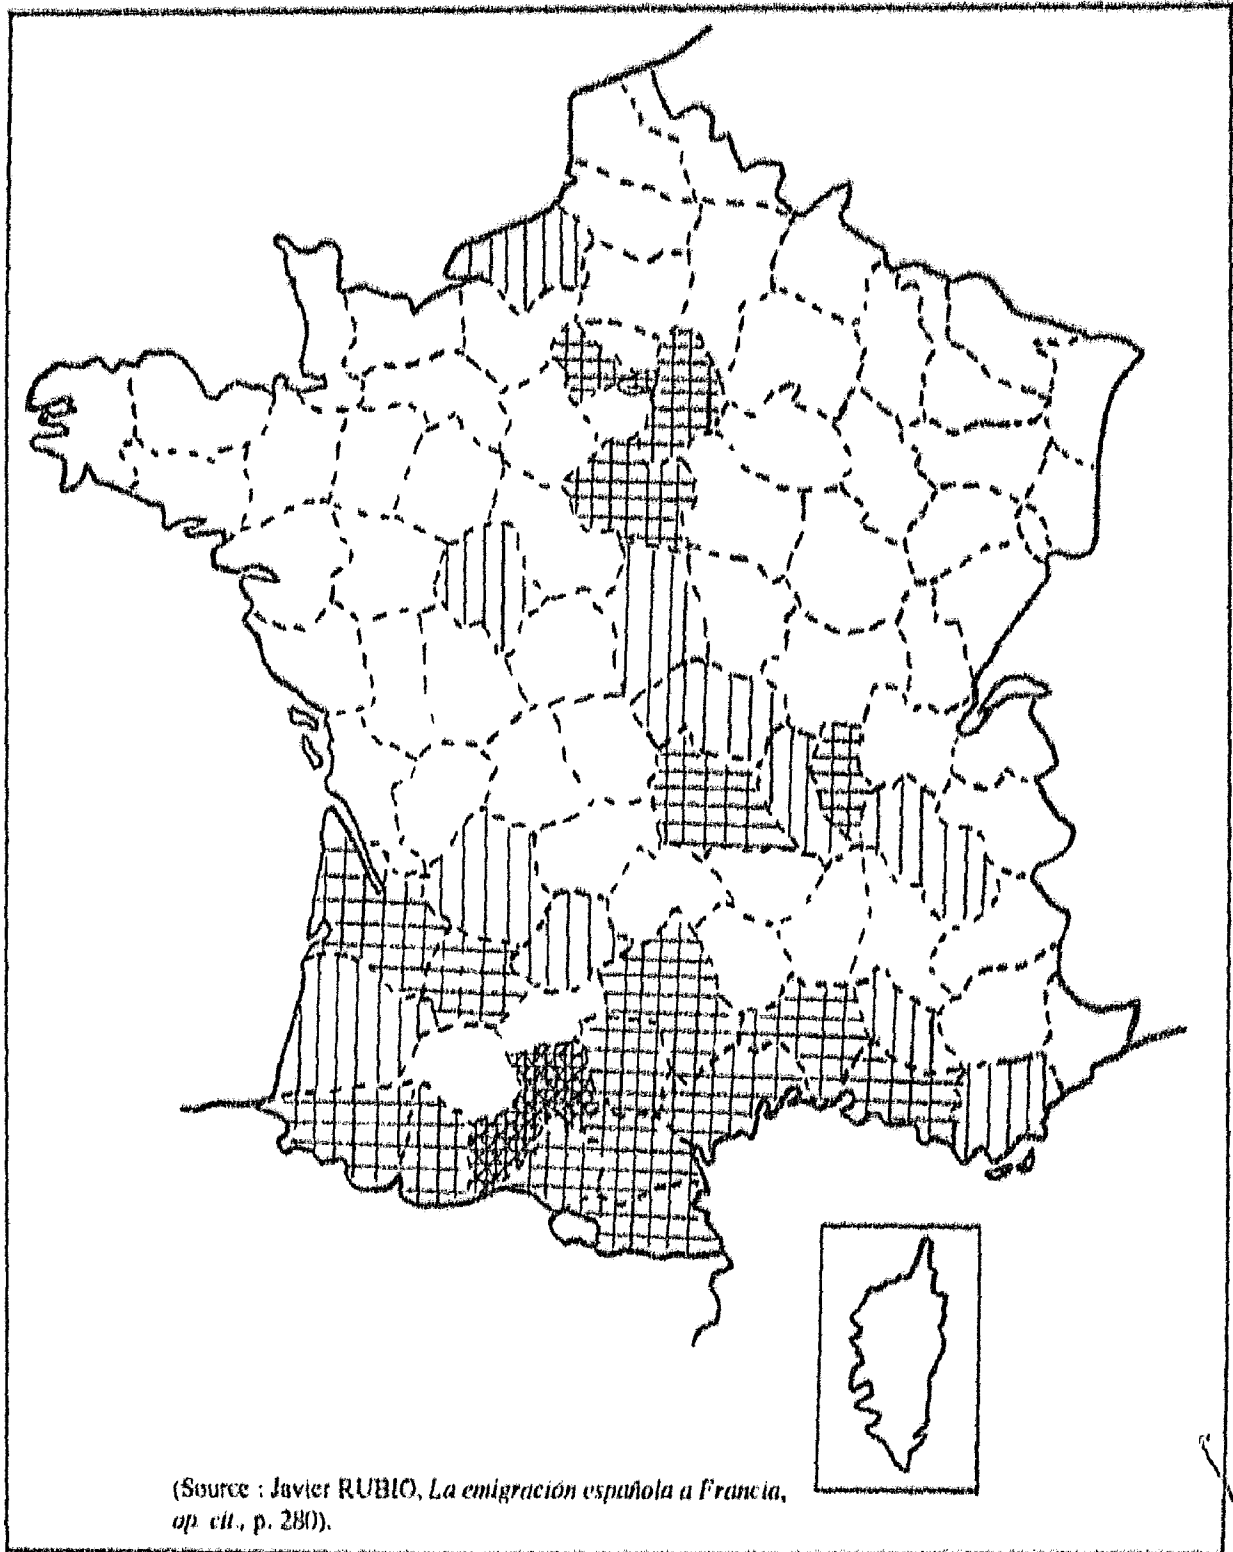 (Source : Javier RUBIO, La emigración española a Francia,
op. cit., p. 280).